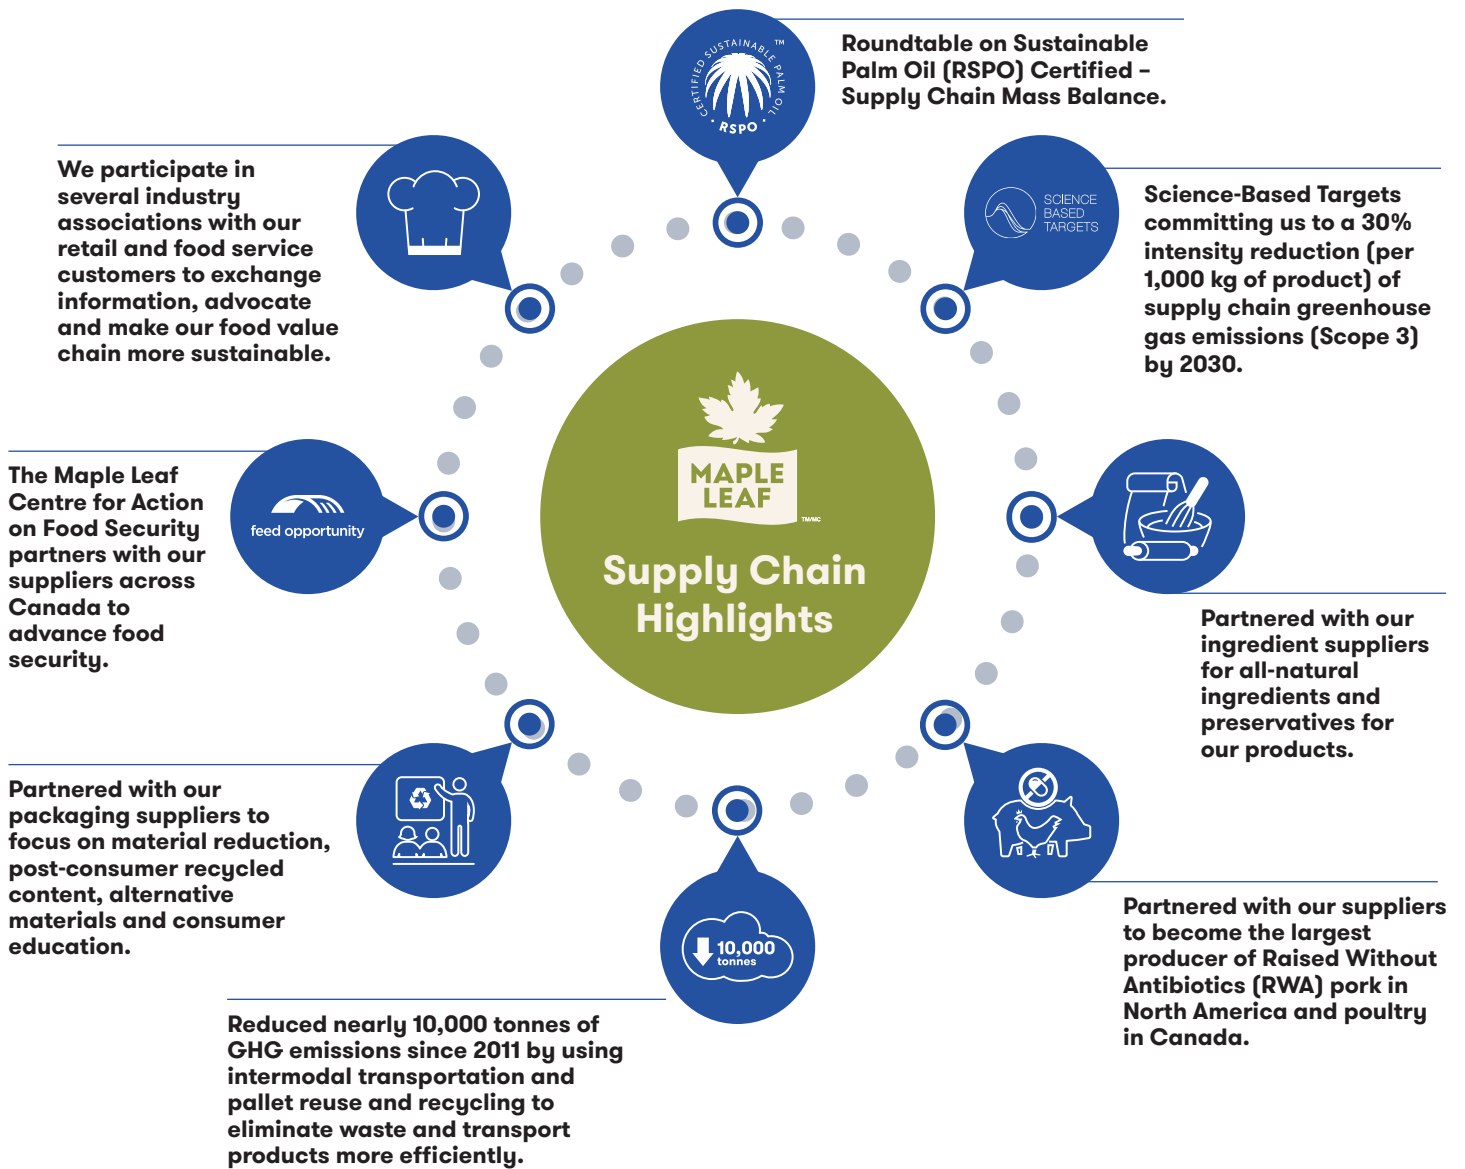 CERTIFIED SUSTAINABLE PALM OIL ™
RSPO
Roundtable on Sustainable
Palm Oil (RSPO) Certified –
Supply Chain Mass Balance.
SCIENCE
BASED
TARGETS
Science-Based Targets
committing us to a 30%
intensity reduction (per
1,000 kg of product) of
supply chain greenhouse
gas emissions (Scope 3)
by 2030.
Partnered with our
ingredient suppliers
for all-natural
ingredients and
preservatives for
our products.
Partnered with our suppliers
to become the largest
producer of Raised Without
Antibiotics (RWA) pork in
North America and poultry
in Canada.
10,000
tonnes
Reduced nearly 10,000 tonnes of
GHG emissions since 2011 by using
intermodal transportation and
pallet reuse and recycling to
eliminate waste and transport
products more efficiently.
Partnered with our
packaging suppliers to
focus on material reduction,
post-consumer recycled
content, alternative
materials and consumer
education.
feed opportunity
The Maple Leaf
Centre for Action
on Food Security
partners with our
suppliers across
Canada to
advance food
security.
We participate in
several industry
associations with our
retail and food service
customers to exchange
information, advocate
and make our food value
chain more sustainable.
MAPLE
LEAF
TM/MC
Supply Chain
Highlights